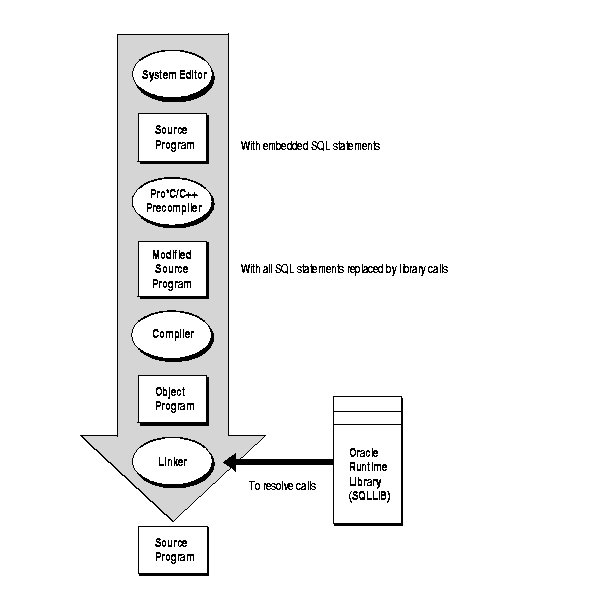 System Editor
Source
Program
With embedded SQL statements
Pro*C/C++
Precompiler
Modified
Source
Program
With all SQL statements replaced by library calls
Compiler
Object
Program
Linker
To resolve calls
Oracle
Runtime
Library
(SQLLIB)
Source
Program